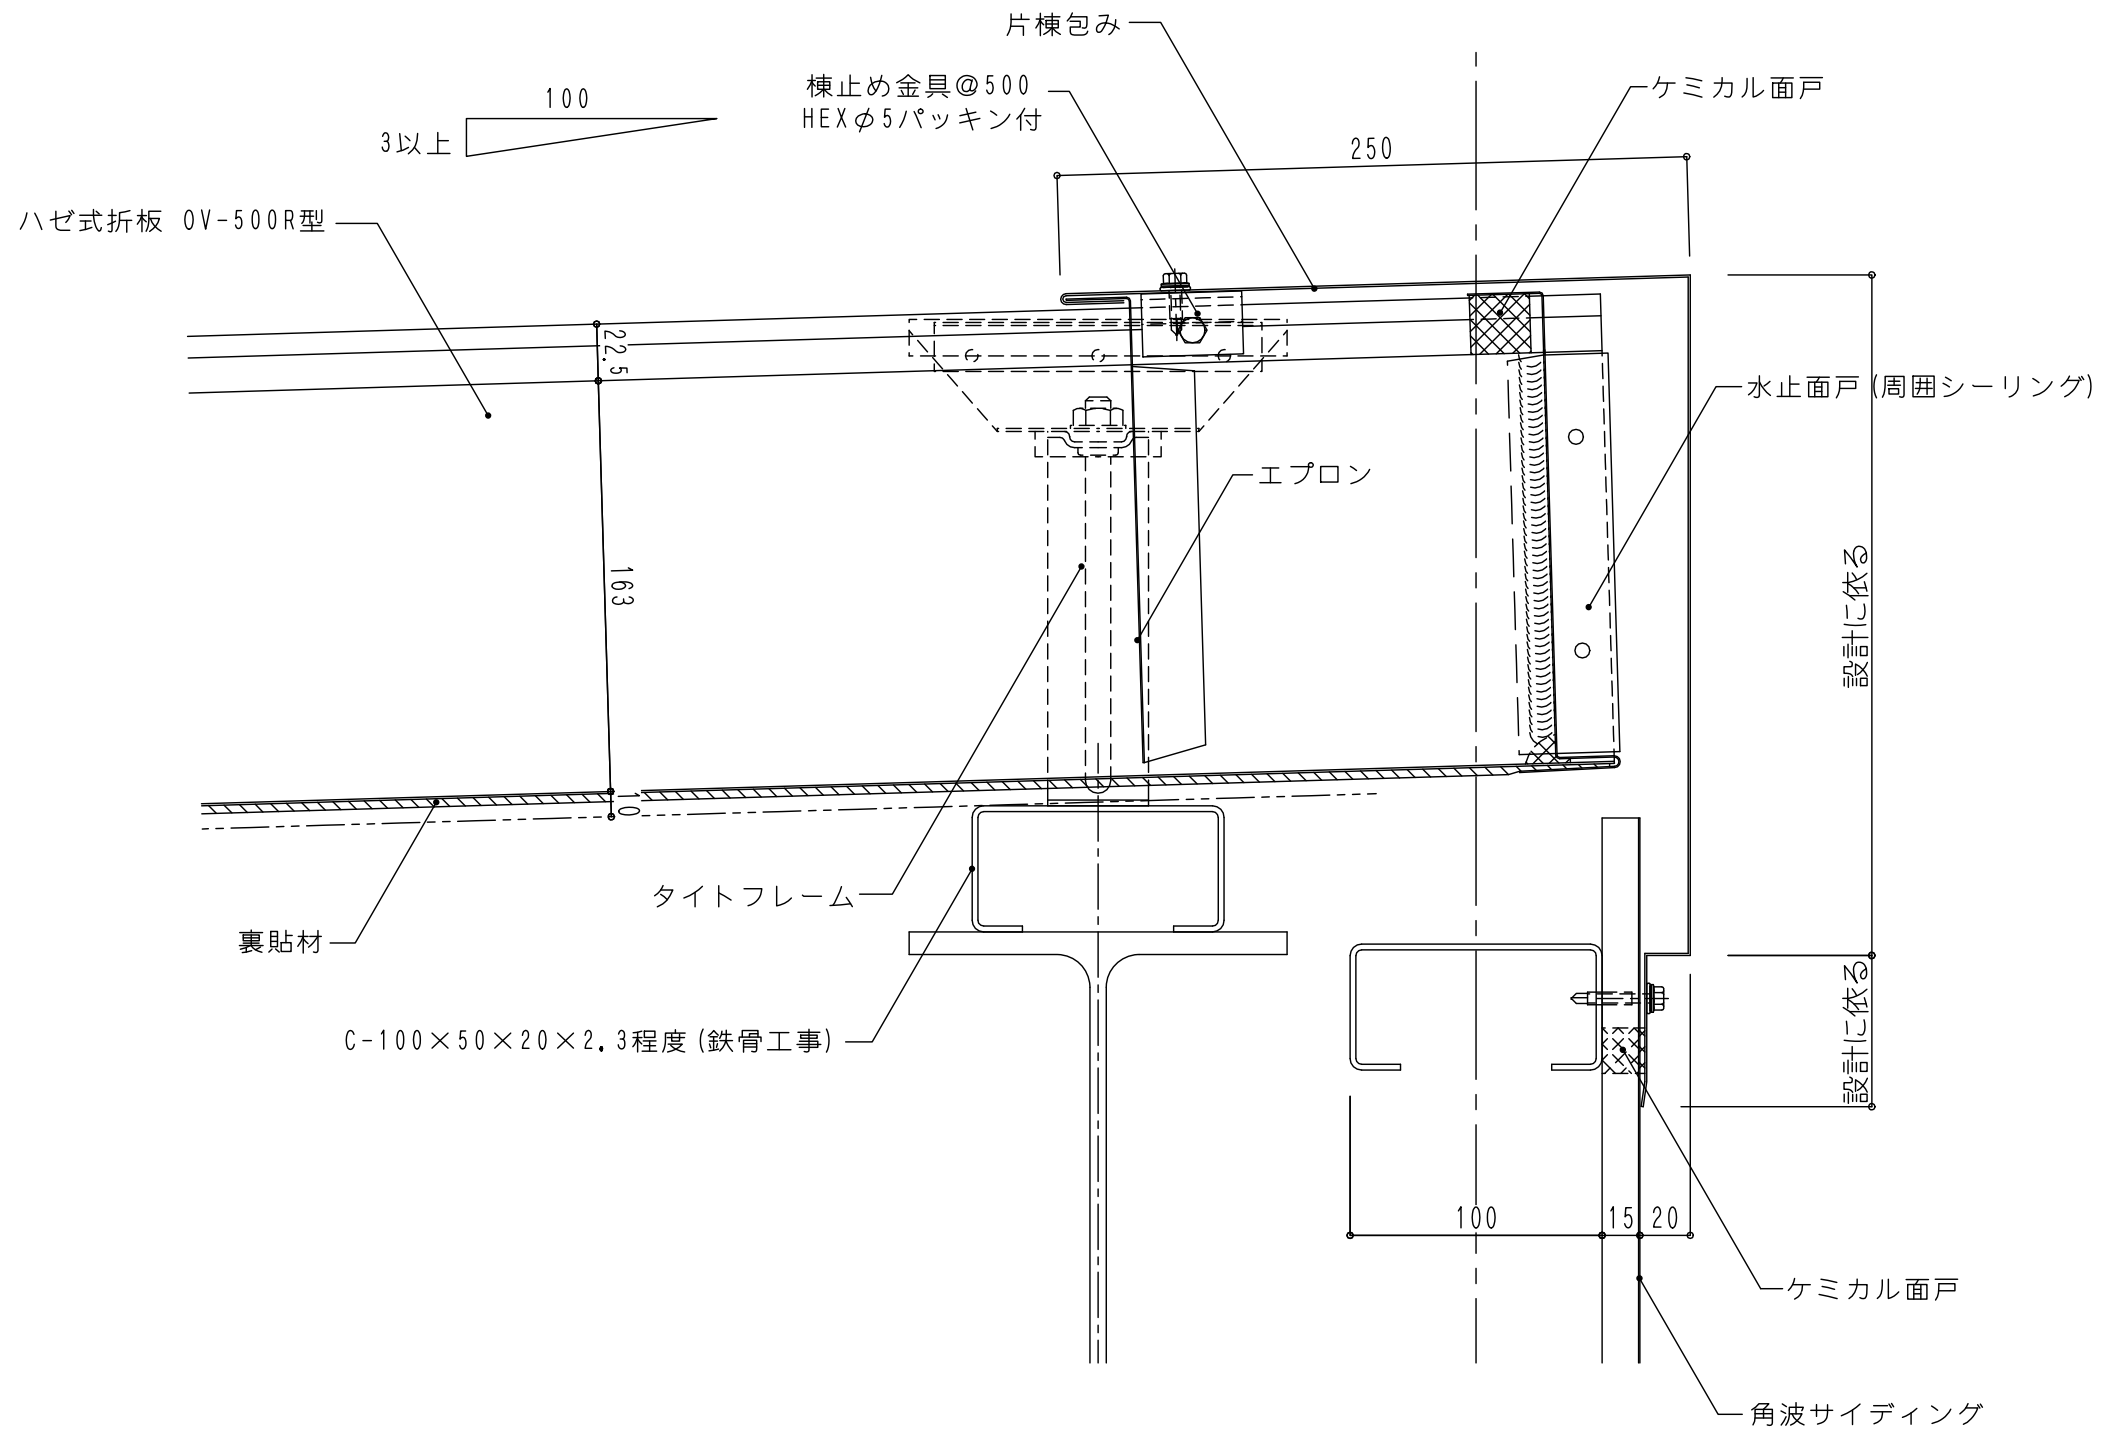 片棟包み
棟止め金具@500
HEXφ5パッキン付
ケミカル面戸
100
3以上
250
ハゼ式折板 OV-500R型
22.5
水止面戸(周囲シーリング)
エプロン
163
設計に依る
10
タイトフレーム
裏貼材
設計に依る
C-100×50×20×2.3程度(鉄骨工事)
100
15
20
ケミカル面戸
角波サイディング